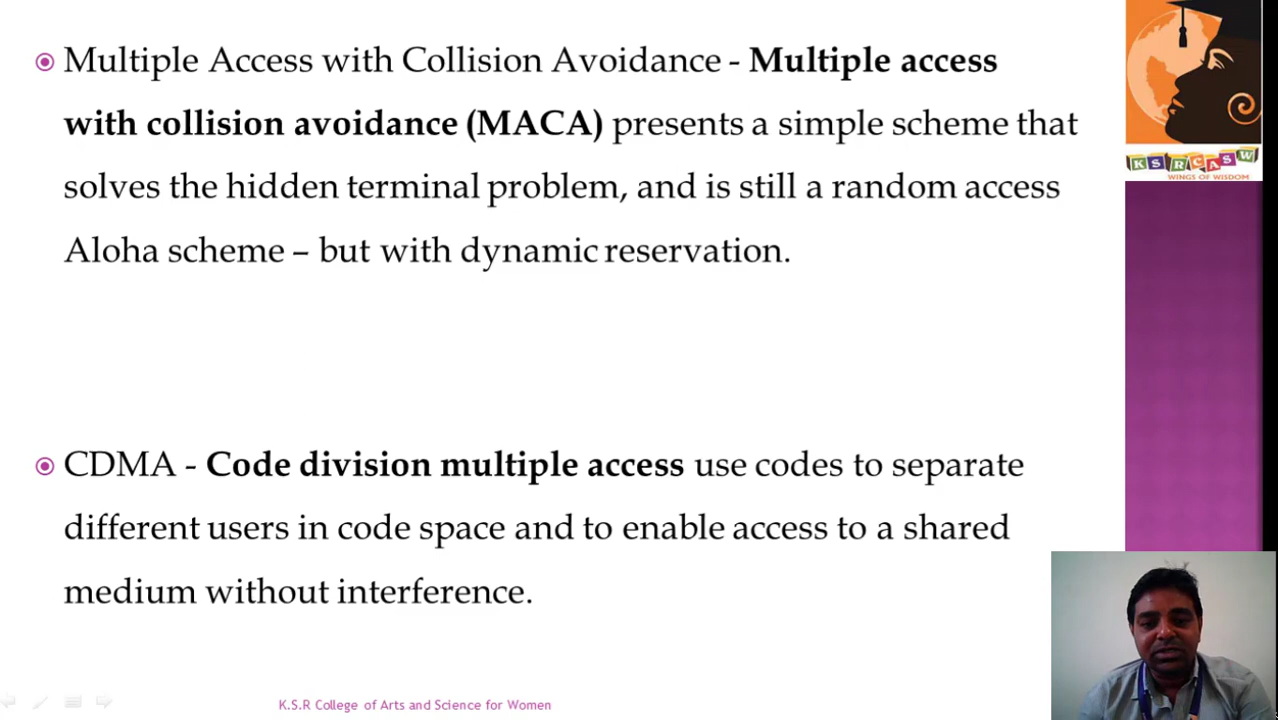 Multiple Access with Collision Avoidance - Multiple access
with collision avoidance (MACA) presents a simple scheme that
solves the hidden terminal problem, and is still a random access
Aloha scheme – but with dynamic reservation.
KSRCASW
WINGS OF WISDOM
CDMA - Code division multiple access use codes to separate
different users in code space and to enable access to a shared
medium without interference.
K.S.R College of Arts and Science for Women